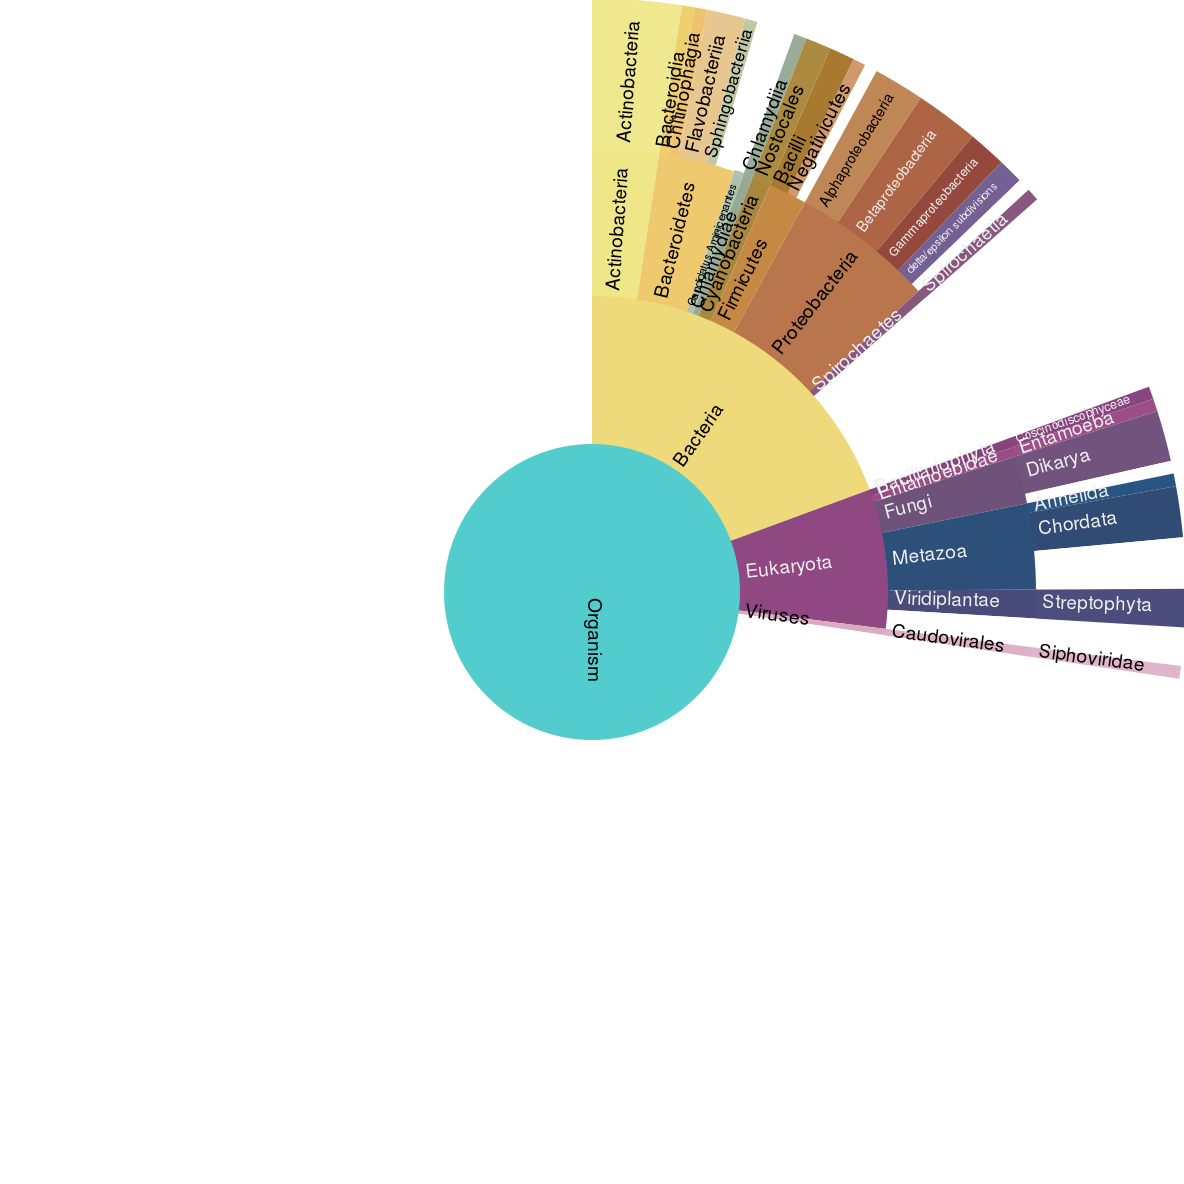 Organism
Bacteria
Eukaryota
Viruses
Actinobacteria
Bacteroidetes
Candidatus Aminicenantes
Chlamydiae
Cyanobacteria
Firmicutes
Proteobacteria
Spirochaetes
Bacillariophyta
Entamoebidae
Fungi
Metazoa
Viridiplantae
Caudovirales
Actinobacteria
Bacteroidia
Chitinophagia
Flavobacteriia
Sphingobacteriia
Chlamydiia
Nostocales
Bacilli
Negativicutes
Alphaproteobacteria
Betaproteobacteria
Gammaproteobacteria
delta/epsilon subdivisions
Spirochaetia
Coscinodiscophyceae
Entamoeba
Dikarya
Annelida
Chordata
Streptophyta
Siphoviridae